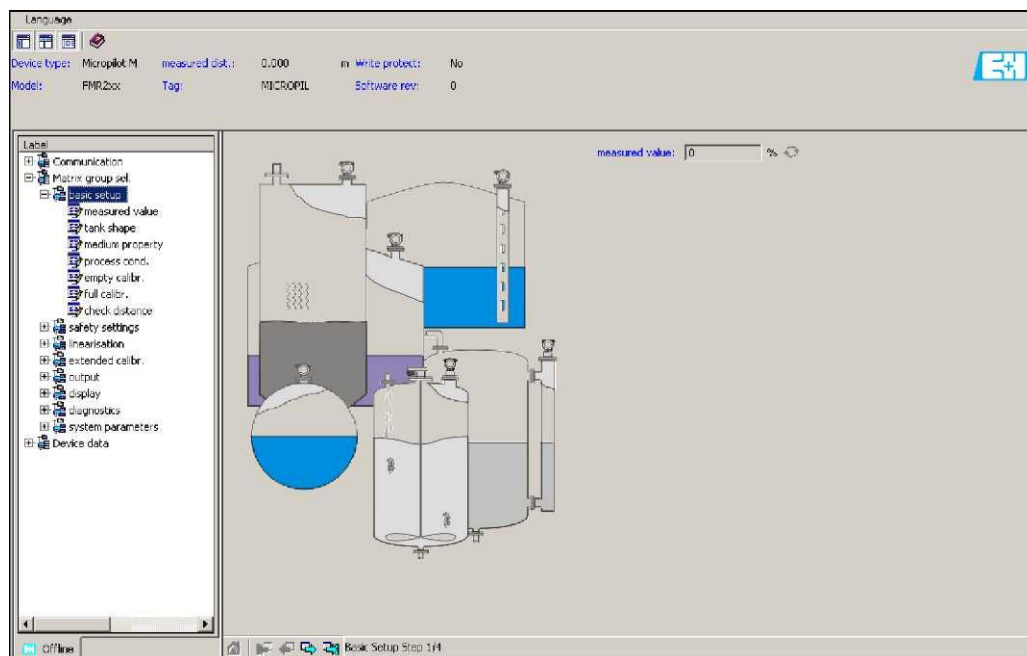 Language
Device type: Micropilot M measured dist.: 0.000 m Write protect: No
E+H
Model: FMR2xx Tag: MICROPIL Software rev: 0
Label
Communication
Matrix group sel.
basic setup
measured value
tank shape
medium property
process cond.
empty calibr.
full calibr.
check distance
safety settings
linearisation
extended calibr.
output
display
diagnostics
system parameters
Device data
measured value: 0 %
Offline
Basic Setup Step 1/4